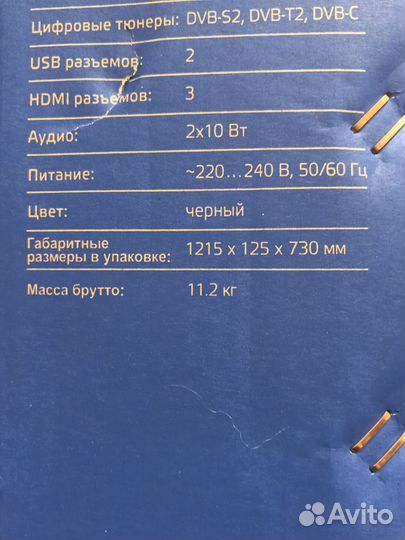 Цифровые тюнеры: DVB-S2, DVB-T2, DVB-C
USB разъемов: 2
HDMI разъемов: 3
Аудио: 2x10 Вт
Питание: ~220...240 В, 50/60 Гц
Цвет: черный
Габаритные
размеры в упаковке: 1215 x 125 x 730 мм
Масса брутто: 11.2 кг
Avito